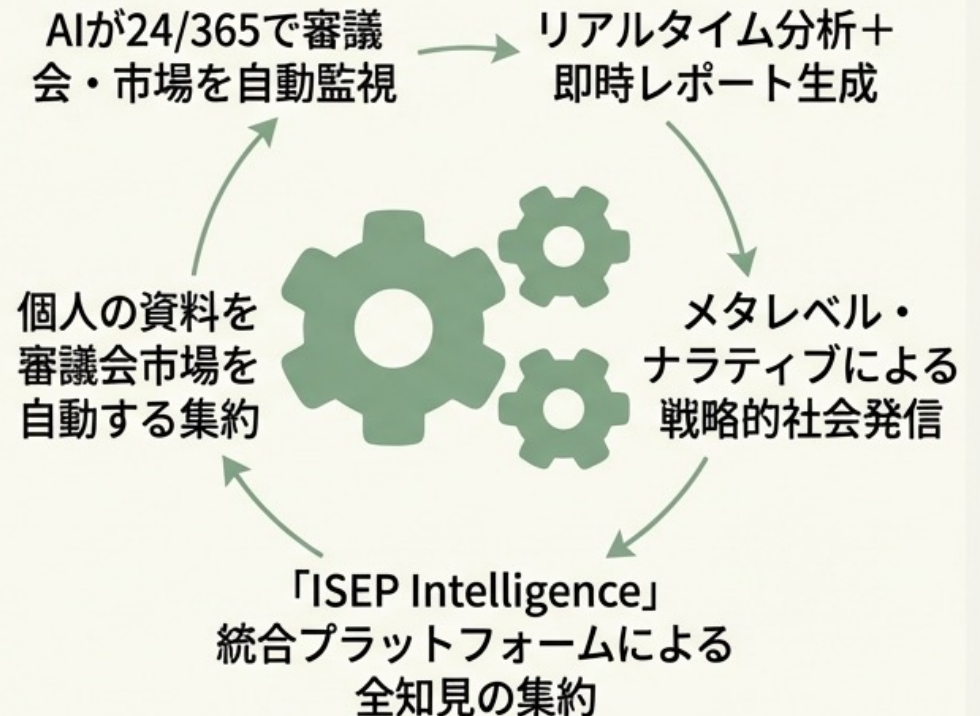 AIが24/365で審議
会・市場を自動監視
リアルタイム分析＋
即時レポート生成
個人の資料を
審議会市場を
自動する集約
メタレベル・
ナラティブによる
戦略的社会発信
「ISEP Intelligence」
統合プラットフォームによる
全知見の集約